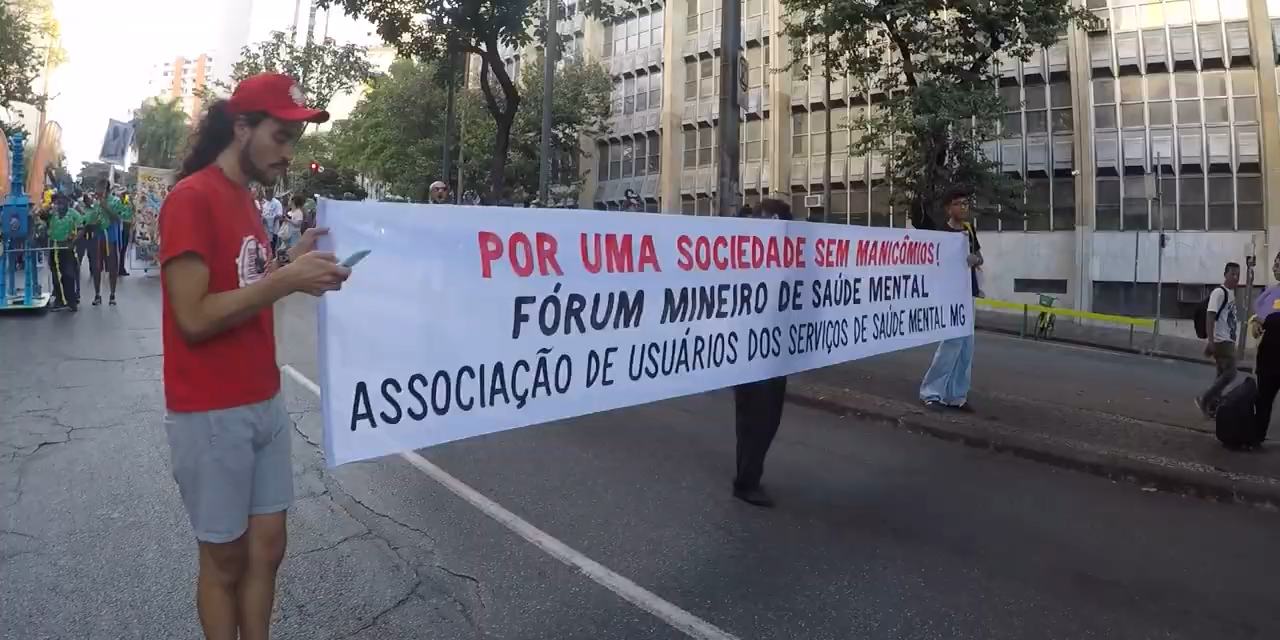 POR UMA SOCIEDADE SEM MANICÔMIOS!
FÓRUM MINEIRO DE SAÚDE MENTAL
ASSOCIAÇÃO DE USUÁRIOS DOS SERVIÇOS DE SAÚDE MENTAL MG